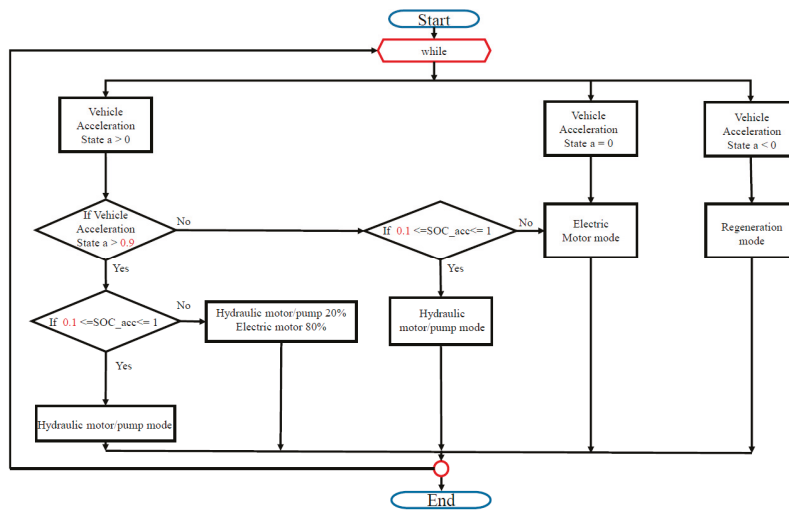 Start
while
Vehicle
Acceleration
State a > 0
Vehicle
Acceleration
State a = 0
Vehicle
Acceleration
State a < 0
If Vehicle
Acceleration
State a > 0.9
No
If 0.1 <=SOC_acc<= 1
No
Electric
Motor mode
Regeneration
mode
Yes
Yes
If 0.1 <=SOC_acc<= 1
No
Hydraulic motor/pump 20%
Electric motor 80%
Hydraulic
motor/pump mode
Yes
Hydraulic motor/pump mode
End